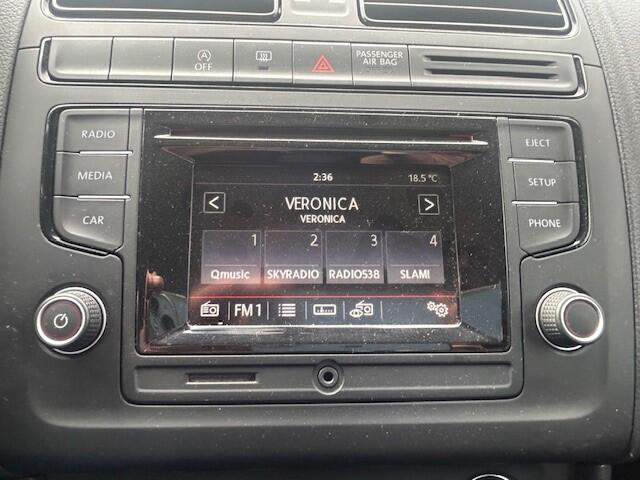 A OFF
PASSENGER
AIR BAG
RADIO
MEDIA
CAR
EJECT
SETUP
PHONE
2:36 18.5 °C
< VERONICA >
VERONICA
1 2 3 4
Qmusic SKYRADIO RADIO538 SLAM!
FM1